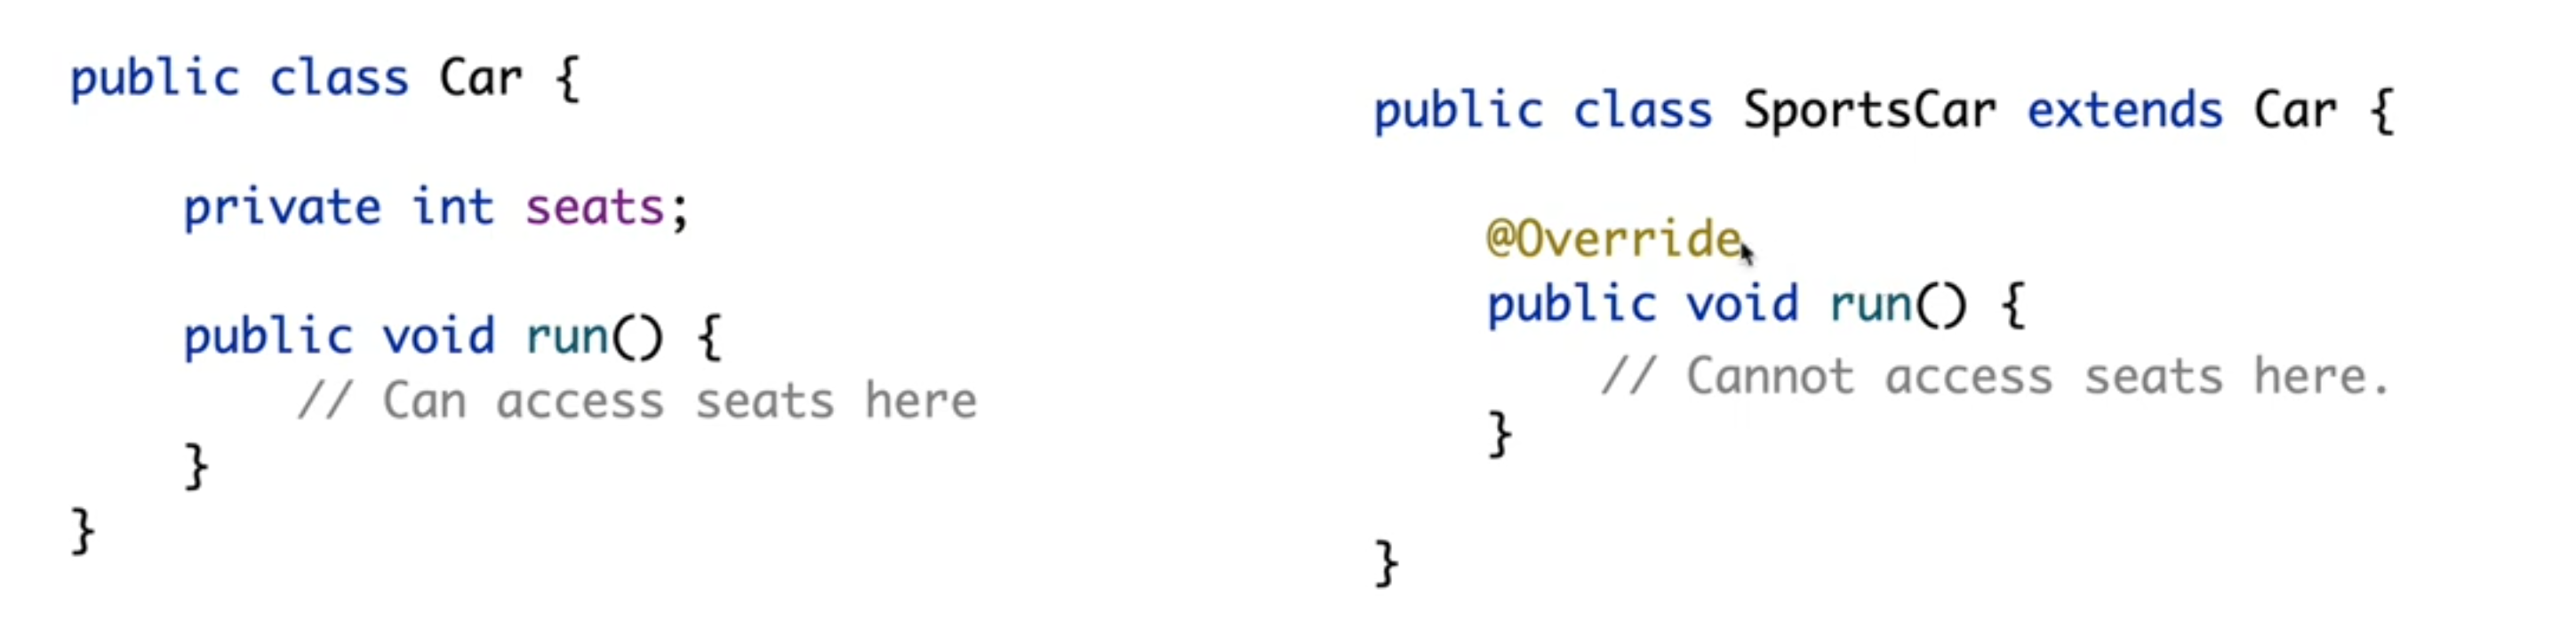 public class Car {
private int seats;
public void run() {
// Can access seats here
}
}
public class SportsCar extends Car {
@Override
public void run() {
// Cannot access seats here.
}
}